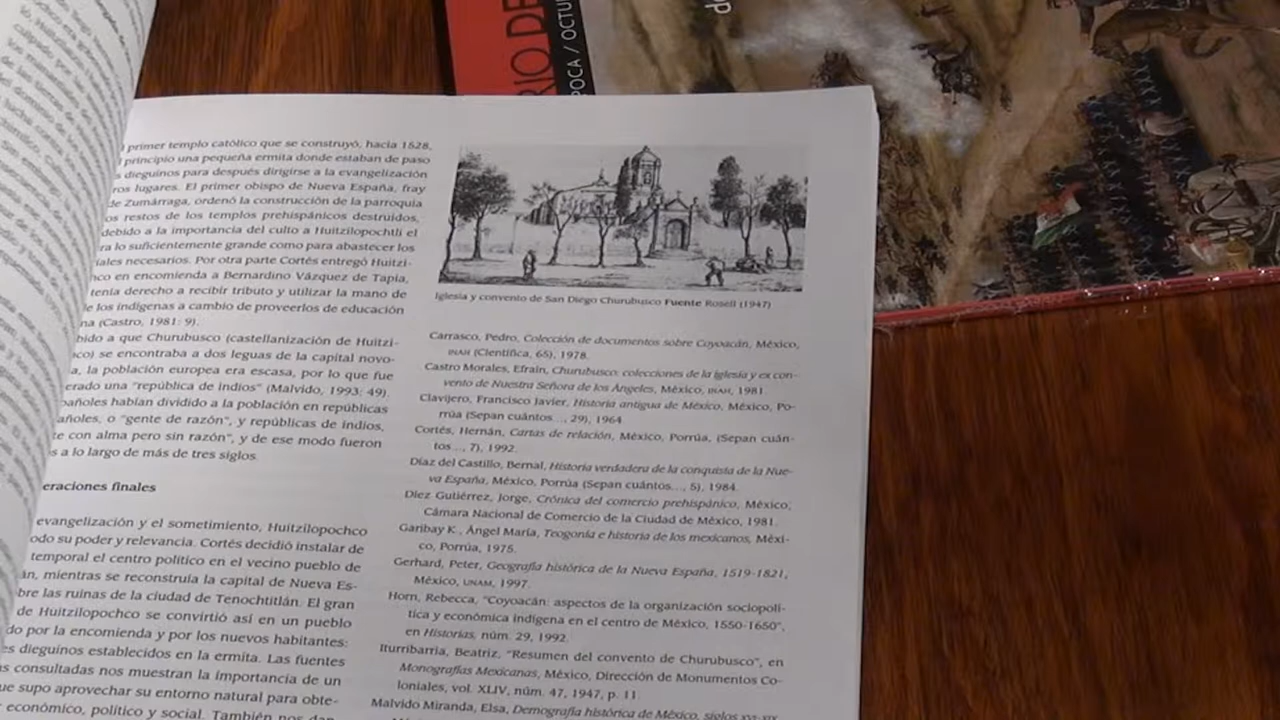 RIO DE
POCA / OCTU
primer templo católico que se construyó, hacia 1528,
principio una pequeña ermita donde estaban de paso
dieguinos para después dirigirse a la evangelización
ros lugares. El primer obispo de Nueva España, fray
de Zumárraga, ordenó la construcción de la parroquia
os restos de los templos prehispánicos destruidos,
debido a la importancia del culto a Huitzilopochtli el
ra lo suficientemente grande como para abastecer los
iales necesarios. Por otra parte Cortés entregó Huitzi-
nco en encomienda a Bernardino Vázquez de Tapia,
tenía derecho a recibir tributo y utilizar la mano de
e los indígenas a cambio de proveerlos de educación
na (Castro, 1981: 9).
bido a que Churubusco (castellanización de Huitzi-
nco) se encontraba a dos leguas de la capital novo-
a, la población europea era escasa, por lo que fue
erado una "república de indios" (Malvido, 1993: 49).
pañoles habían dividido a la población en repúblicas
añoles, o "gente de razón", y repúblicas de indios,
e con alma pero sin razón", y de ese modo fueron
s a lo largo de más de tres siglos.
eraciones finales
evangelización y el sometimiento, Huitzilopochco
odo su poder y relevancia. Cortés decidió instalar de
temporal el centro político en el vecino pueblo de
án, mientras se reconstruía la capital de Nueva Es-
bre las ruinas de la ciudad de Tenochtitlán. El gran
de Huitzilopochco se convirtió así en un pueblo
do por la encomienda y por los nuevos habitantes:
es dieguinos establecidos en la ermita. Las fuentes
s consultadas nos muestran la importancia de un
ue supo aprovechar su entorno natural para obte-
r económico, político y social. También nos dan
Iglesia y convento de San Diego Churubusco Fuente Rosell (1947)
Carrasco, Pedro, Colección de documentos sobre Coyoacán, México,
INAH (Científica, 65), 1978.
Castro Morales, Efraín, Churubusco: colecciones de la iglesia y ex con-
vento de Nuestra Señora de los Ángeles, México, INAH, 1981
Clavijero, Francisco Javier, Historia antigua de México, México, Po-
rrúa (Sepan cuántos..., 29), 1964
Cortés, Hernán, Cartas de relación, México, Porrúa, (Sepan cuán-
tos..., 7), 1992.
Díaz del Castillo, Bernal, Historia verdadera de la conquista de la Nue-
va España, México, Porrúa (Sepan cuántos..., 5), 1984.
Diez Gutiérrez, Jorge, Crónica del comercio prehispánico, México,
Cámara Nacional de Comercio de la Ciudad de México, 1981.
Garibay K., Ángel María, Teogonía e historia de los mexicanos, Méxi-
co, Porrúa, 1975.
Gerhard, Peter, Geografía histórica de la Nueva España, 1519-1821,
México, UNAM, 1997.
Horn, Rebecca, "Coyoacán: aspectos de la organización sociopolí-
tica y económica indígena en el centro de México, 1550-1650",
en Historias, núm. 29, 1992.
Iturribarria, Beatriz, "Resumen del convento de Churubusco", en
Monografías Mexicanas, México, Dirección de Monumentos Co-
loniales, vol. XLIV, núm. 47, 1947, p. 11.
Malvido Miranda, Elsa, Demografía histórica de México, siglos XVI-XIX,